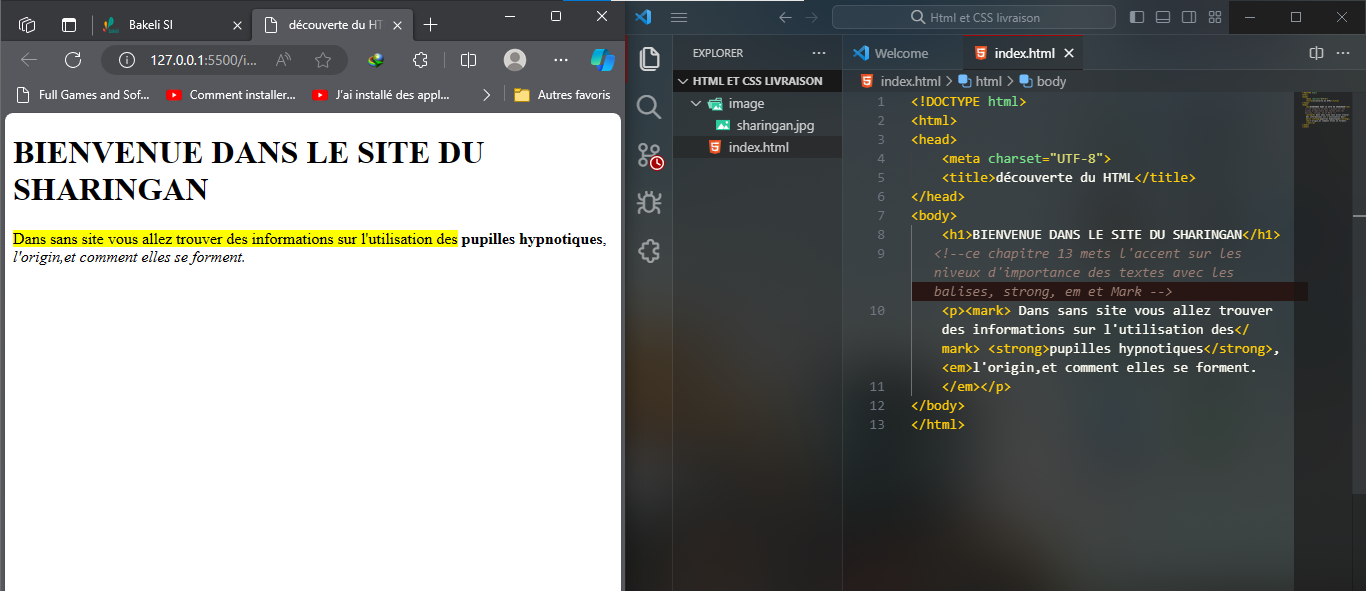 Bakeli SI
découverte du HT
127.0.0.1:5500/i...
Full Games and Sof...
Comment installer...
J'ai installé des appl...
Autres favoris
BIENVENUE DANS LE SITE DU
SHARINGAN
Dans sans site vous allez trouver des informations sur l'utilisation des pupilles hypnotiques,
l'origin,et comment elles se forment.
Html et CSS livraison
EXPLORER
HTML ET CSS LIVRAISON
image
sharingan.jpg
index.html
Welcome
index.html
index.html > html > body
1 <!DOCTYPE html>
2 <html>
3 <head>
4 <meta charset="UTF-8">
5 <title>découverte du HTML</title>
6 </head>
7 <body>
8 <h1>BIENVENUE DANS LE SITE DU SHARINGAN</h1>
9 <!--ce chapitre 13 mets l'accent sur les
niveux d'importance des textes avec les
balises, strong, em et Mark -->
10 <p><mark> Dans sans site vous allez trouver
des informations sur l'utilisation des</
mark> <strong>pupilles hypnotiques</strong>,
<em>l'origin,et comment elles se forment.
11 </em></p>
12 </body>
13 </html>